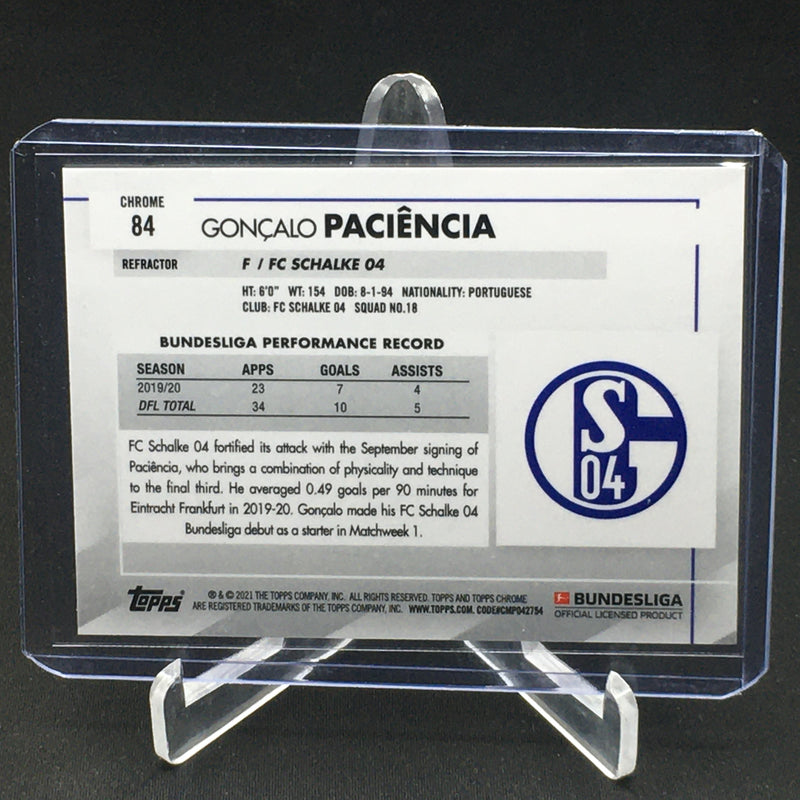 CHROME
84
GONÇALO PACIÊNCIA
REFRACTOR F / FC SCHALKE 04
HT: 6'0" WT: 154 DOB: 8-1-94 NATIONALITY: PORTUGUESE
CLUB: FC SCHALKE 04 SQUAD NO.18
BUNDESLIGA PERFORMANCE RECORD
SEASON APPS GOALS ASSISTS
2019/20 23 7 4
DFL TOTAL 34 10 5
FC Schalke 04 fortified its attack with the September signing of
Paciência, who brings a combination of physicality and technique
to the final third. He averaged 0.49 goals per 90 minutes for
Eintracht Frankfurt in 2019-20. Gonçalo made his FC Schalke 04
Bundesliga debut as a starter in Matchweek 1.
S
04
Topps
® & © 2021 THE TOPPS COMPANY, INC. ALL RIGHTS RESERVED. TOPPS AND TOPPS CHROME
ARE REGISTERED TRADEMARKS OF THE TOPPS COMPANY, INC. WWW.TOPPS.COM. CODE#CMP042754
BUNDESLIGA
OFFICIAL LICENSED PRODUCT